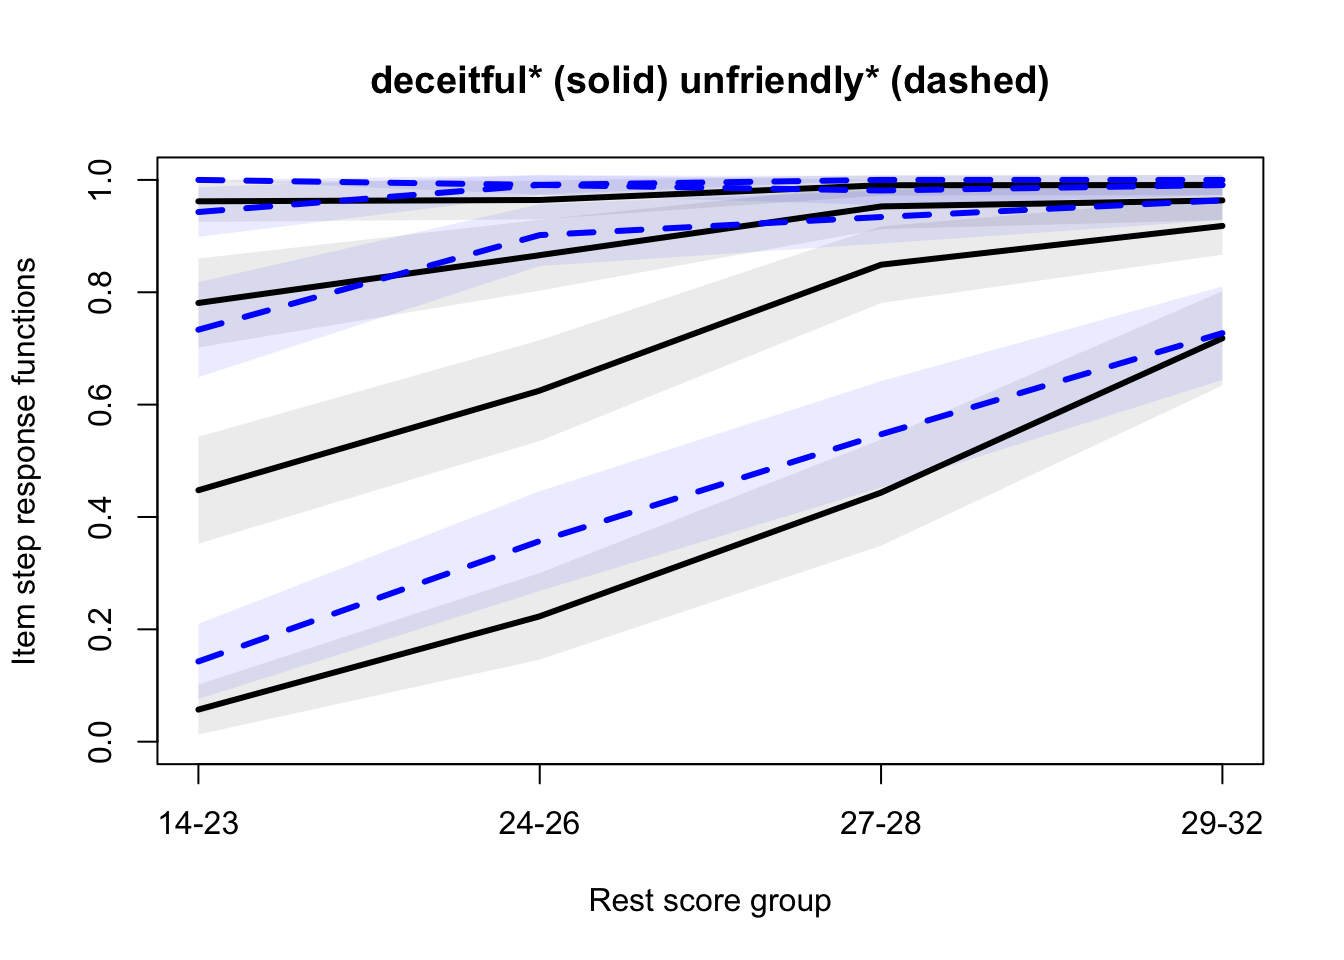 deceitful* (solid) unfriendly* (dashed)
Item step response functions
1.0
0.8
0.6
0.4
0.2
0.0
14-23 24-26 27-28 29-32
Rest score group